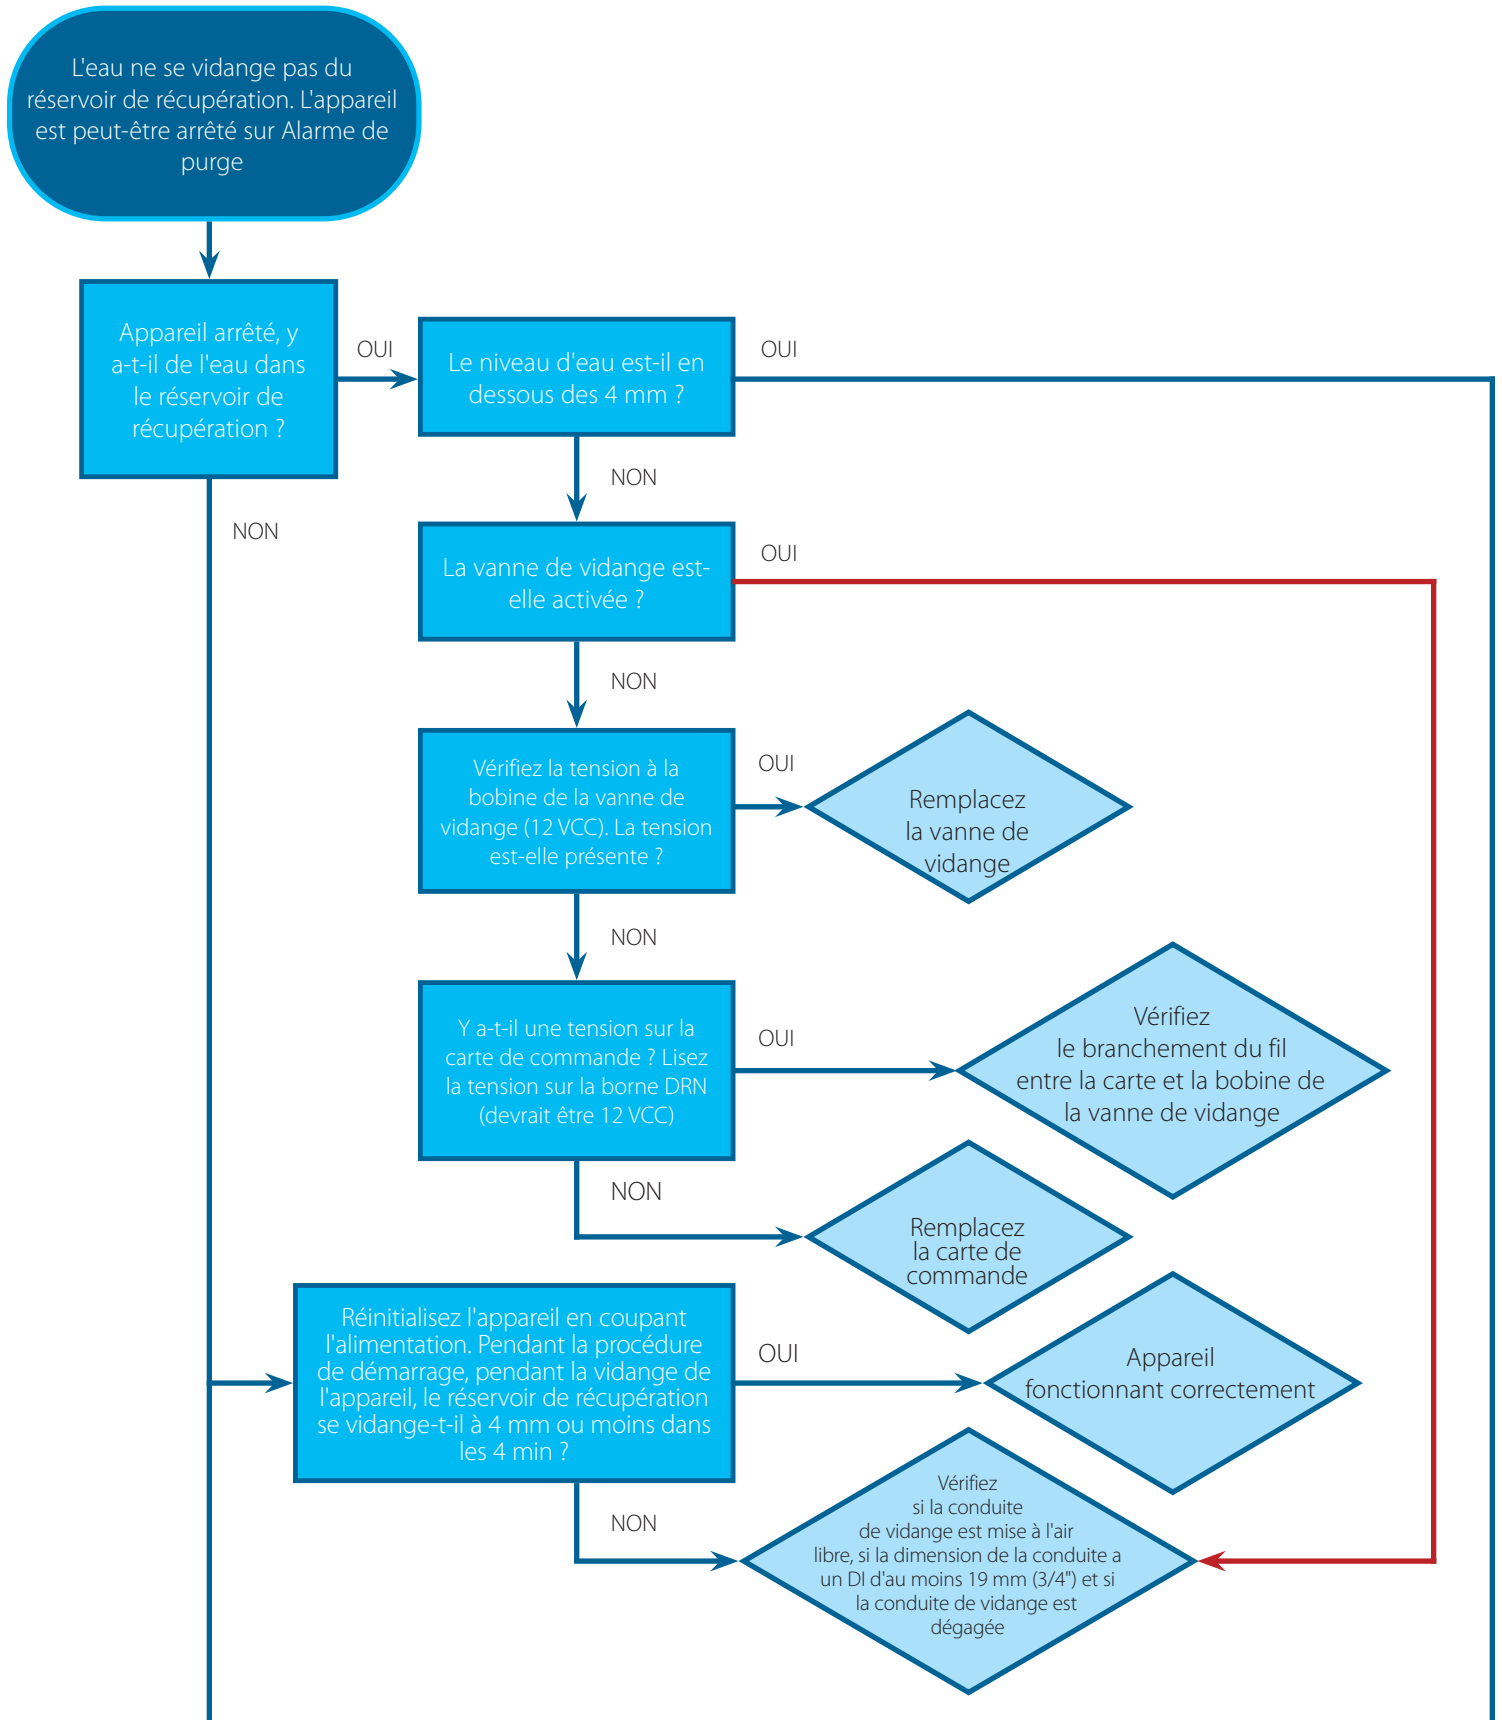 L'eau ne se vidange pas du
réservoir de récupération. L'appareil
est peut-être arrêté sur Alarme de
purge
Appareil arrêté, y
a-t-il de l'eau dans
le réservoir de
récupération ?
OUI
Le niveau d'eau est-il en
dessous des 4 mm ?
OUI
NON
NON
La vanne de vidange est-
elle activée ?
OUI
NON
Vérifiez la tension à la
bobine de la vanne de
vidange (12 VCC). La tension
est-elle présente ?
OUI
Remplacez
la vanne de
vidange
NON
Y a-t-il une tension sur la
carte de commande ? Lisez
la tension sur la borne DRN
(devrait être 12 VCC)
OUI
Vérifiez
le branchement du fil
entre la carte et la bobine de
la vanne de vidange
NON
Remplacez
la carte de
commande
Réinitialisez l'appareil en coupant
l'alimentation. Pendant la procédure
de démarrage, pendant la vidange de
l'appareil, le réservoir de récupération
se vidange-t-il à 4 mm ou moins dans
les 4 min ?
OUI
Appareil
fonctionnant correctement
NON
Vérifiez
si la conduite
de vidange est mise à l'air
libre, si la dimension de la conduite a
un DI d'au moins 19 mm (3/4") et si
la conduite de vidange est
dégagée